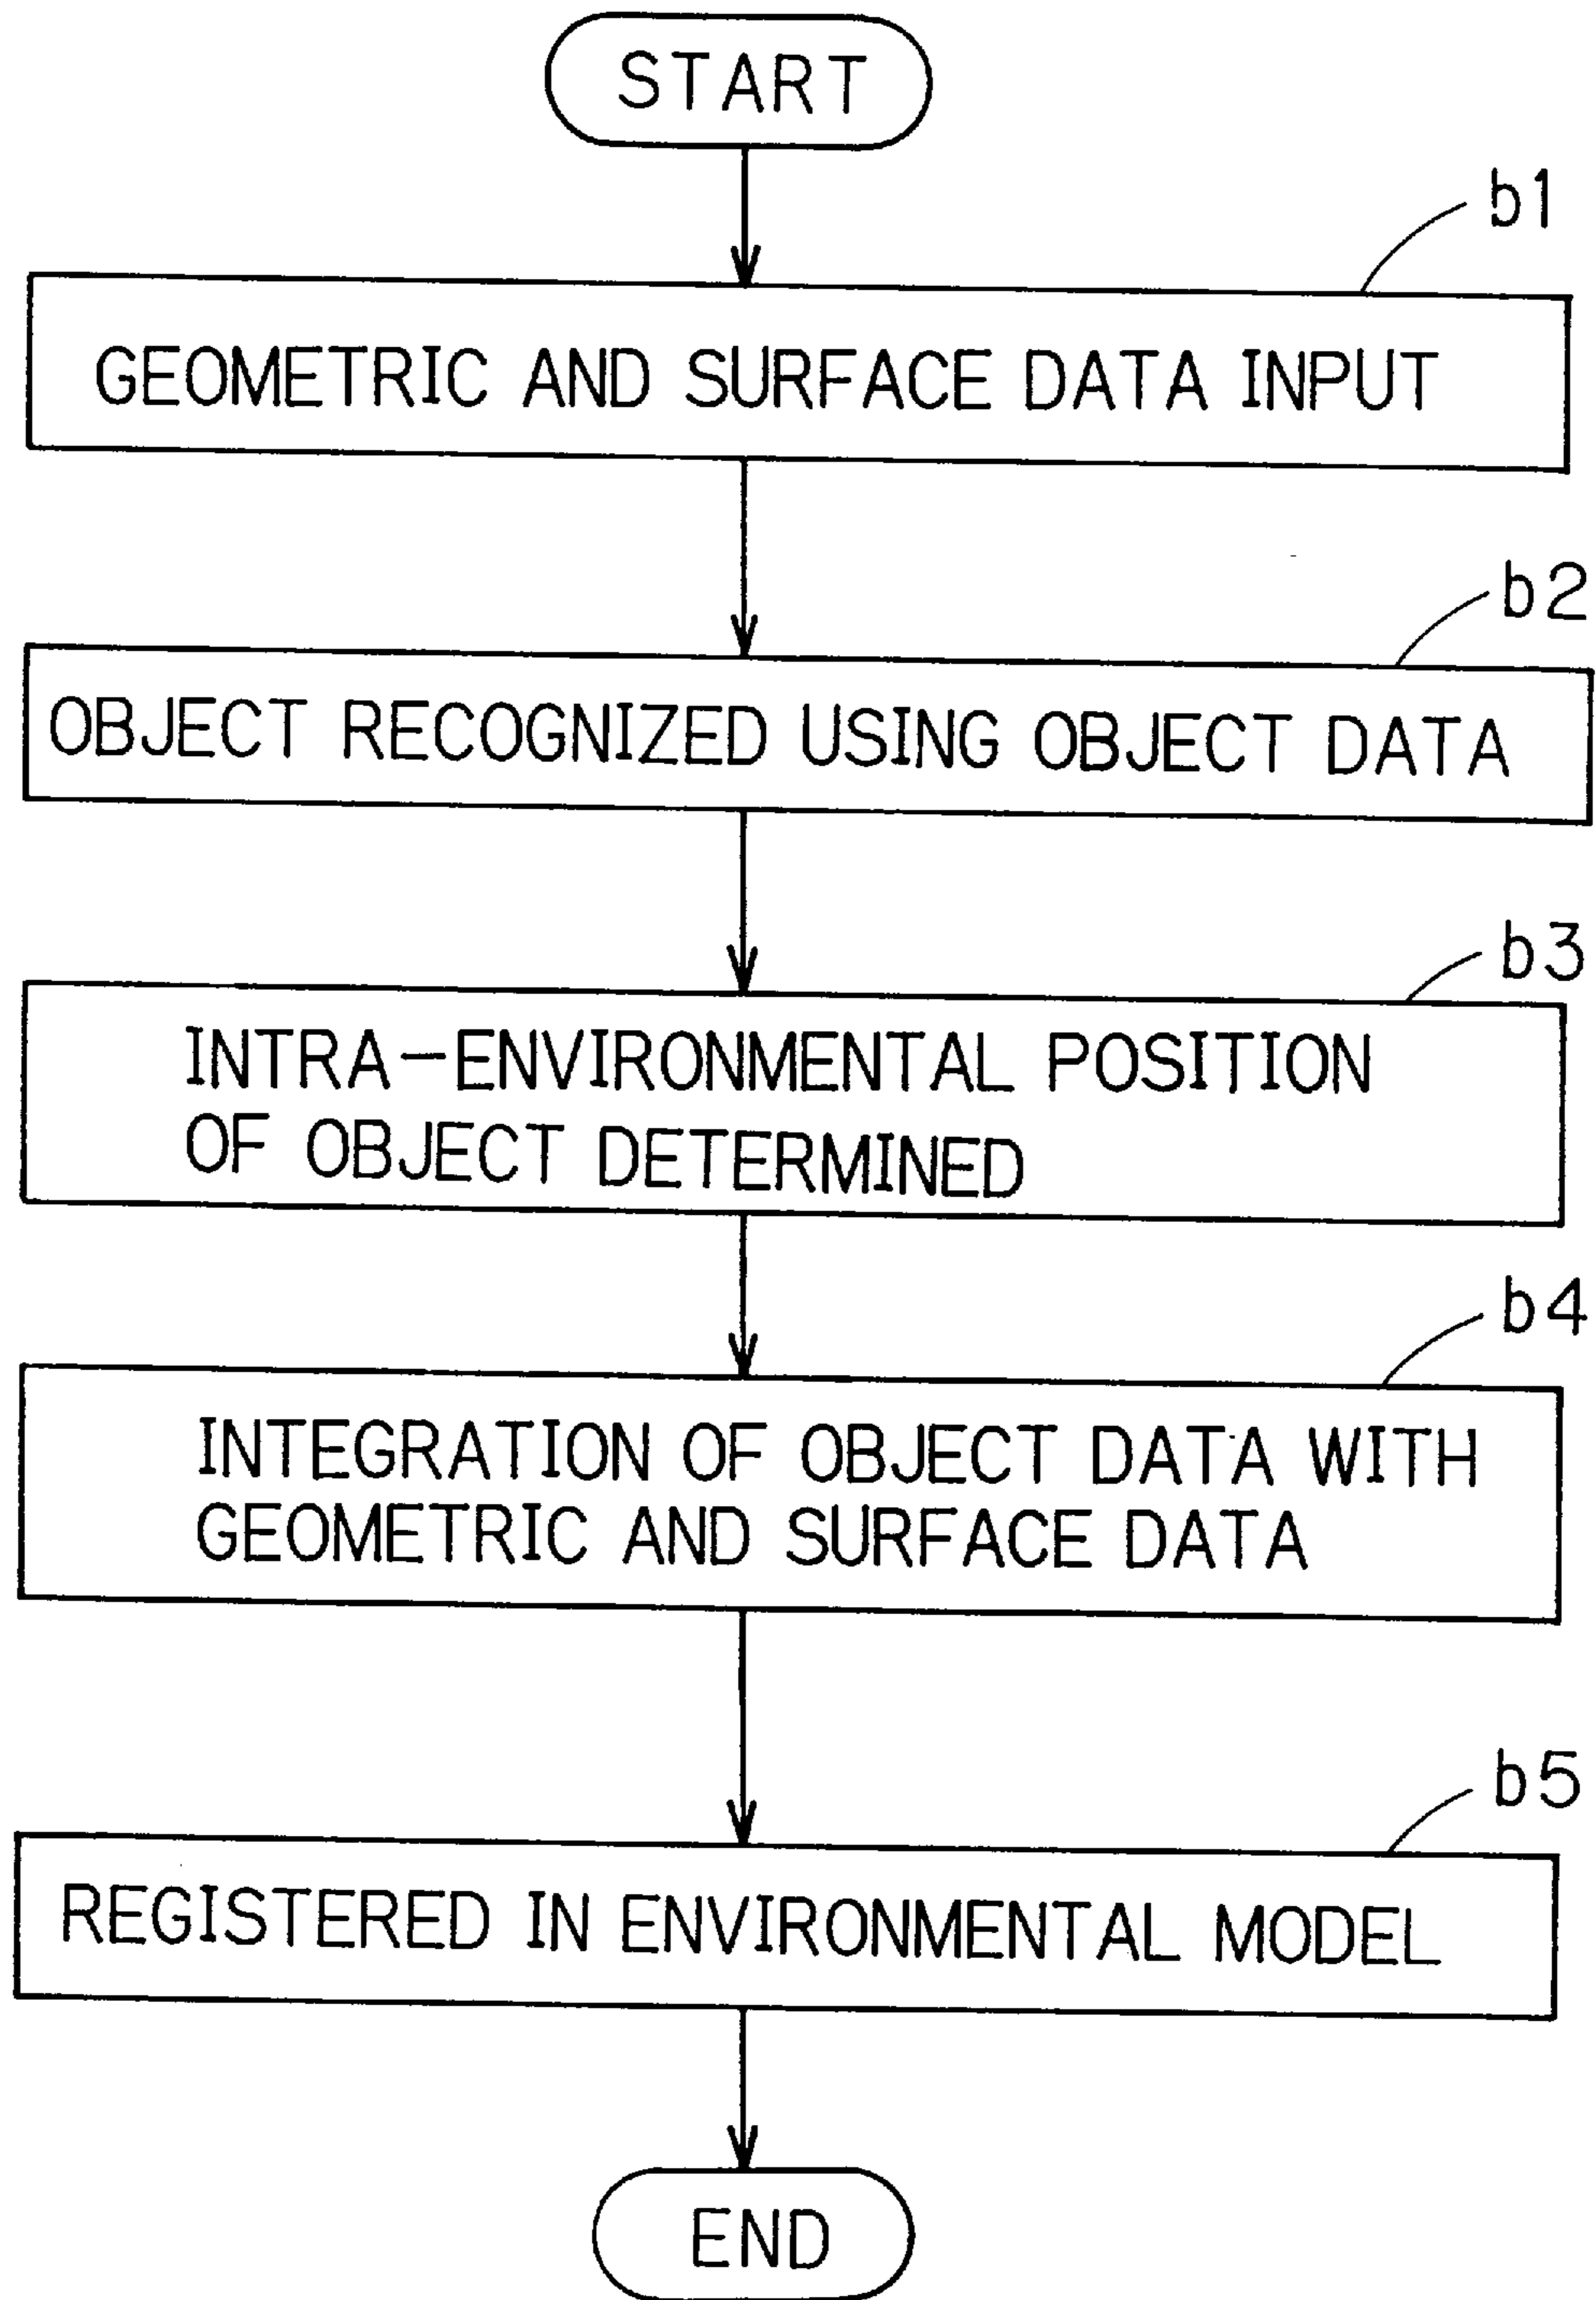 START
b1
GEOMETRIC AND SURFACE DATA INPUT
b2
OBJECT RECOGNIZED USING OBJECT DATA
b3
INTRA-ENVIRONMENTAL POSITION
OF OBJECT DETERMINED
b4
INTEGRATION OF OBJECT DATA WITH
GEOMETRIC AND SURFACE DATA
b5
REGISTERED IN ENVIRONMENTAL MODEL
END